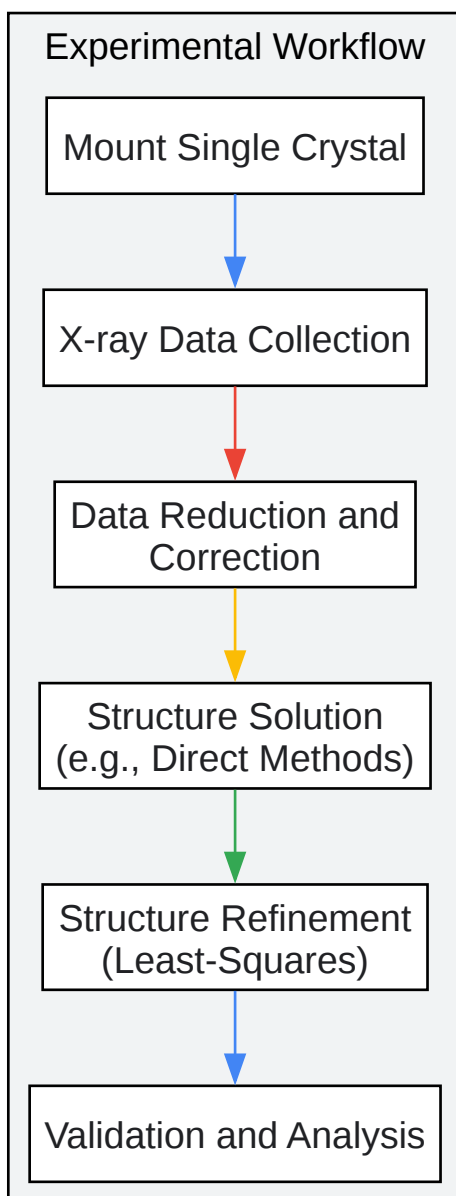 Experimental Workflow
Mount Single Crystal
X-ray Data Collection
Data Reduction and
Correction
Structure Solution
(e.g., Direct Methods)
Structure Refinement
(Least-Squares)
Validation and Analysis